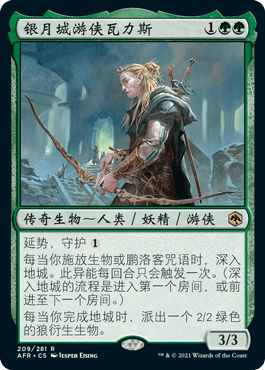 银月城游侠瓦力斯 1
传奇生物～人类／妖精／游侠
延势，守护 1
每当你施放生物或鹏洛客咒语时，深入
地城。此异能每回合只会触发一次。（深
入地城的流程是进入第一个房间，或前
进至下一个房间。）
每当你完成地城时，派出一个 2/2 绿色
的狼衍生生物。
3/3
209/281 R
AFR • CS JESPER EJSING
™ & © 2021 Wizards of the Coast